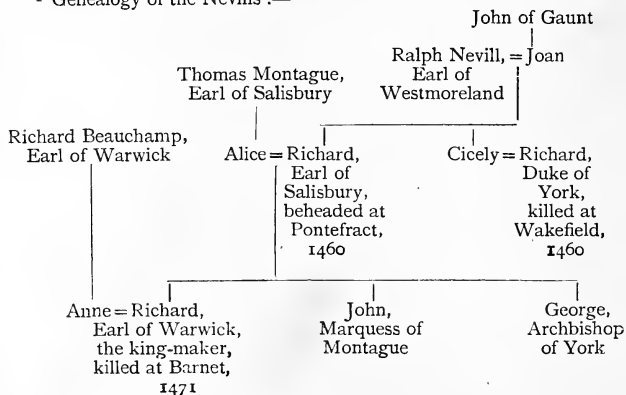 Genealogy of the Nevills :—
John of Gaunt
Ralph Nevill, = Joan
Earl of
Westmoreland
Thomas Montague,
Earl of Salisbury
Richard Beauchamp,
Earl of Warwick
Alice = Richard,
Earl of
Salisbury,
beheaded at
Pontefract,
1460
Cicely = Richard,
Duke of
York,
killed at
Wakefield,
1460
Anne = Richard,
Earl of Warwick,
the king-maker,
killed at Barnet,
1471
John,
Marquess of
Montague
George,
Archbishop
of York